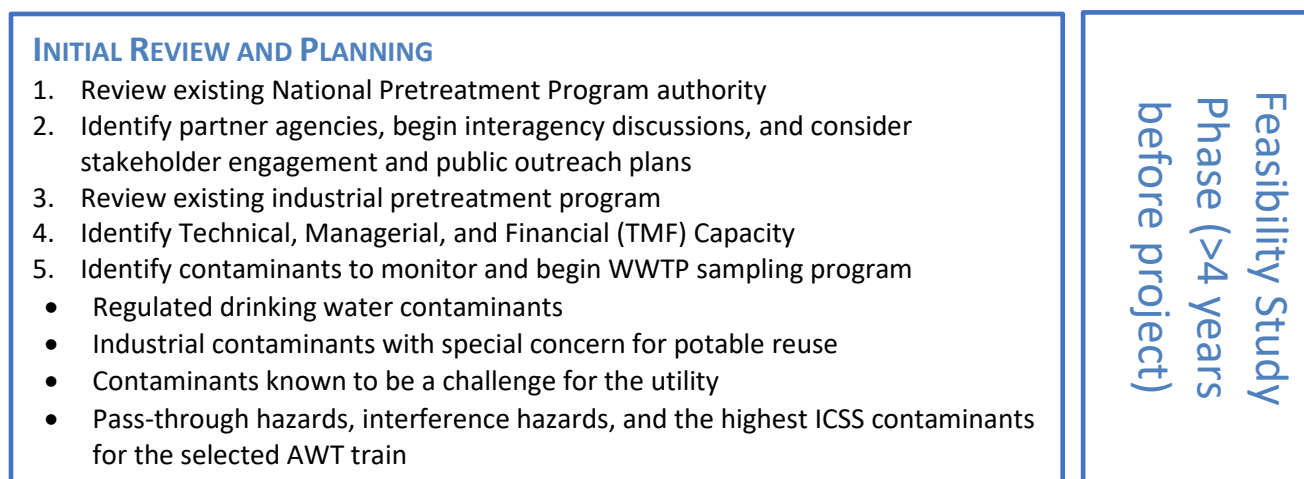 INITIAL REVIEW AND PLANNING
1. Review existing National Pretreatment Program authority
2. Identify partner agencies, begin interagency discussions, and consider
stakeholder engagement and public outreach plans
3. Review existing industrial pretreatment program
4. Identify Technical, Managerial, and Financial (TMF) Capacity
5. Identify contaminants to monitor and begin WWTP sampling program
• Regulated drinking water contaminants
• Industrial contaminants with special concern for potable reuse
• Contaminants known to be a challenge for the utility
• Pass-through hazards, interference hazards, and the highest ICSS contaminants
for the selected AWT train
Feasibility Study
Phase (>4 years
before project)